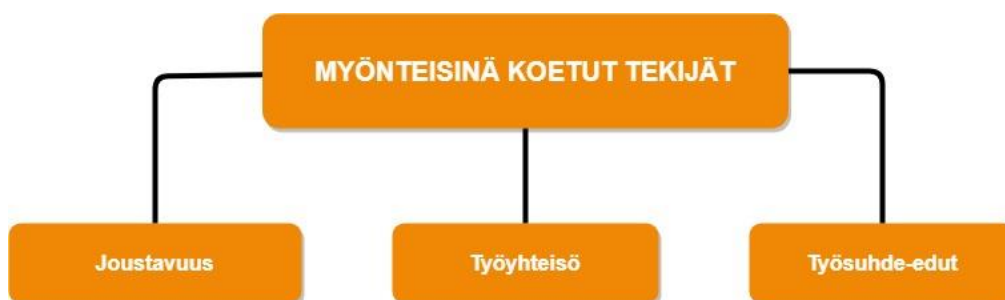 MYÖNTEISINÄ KOETUT TEKIJÄT
Joustavuus
Työyhteisö
Työsuhde-edut